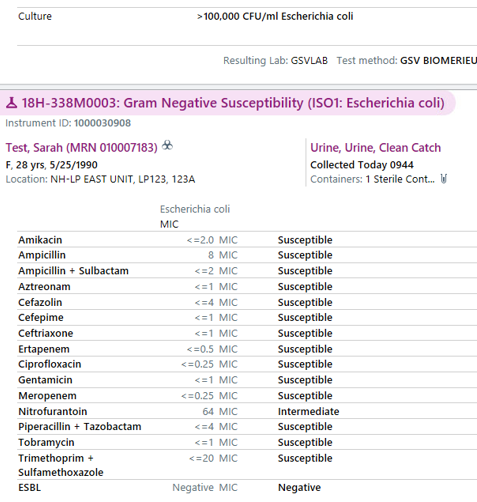 Culture >100,000 CFU/ml Escherichia coli
Resulting Lab: GSVLAB Test method: GSV BIOMERIEU
18H-338M0003: Gram Negative Susceptibility (ISO1: Escherichia coli)
Instrument ID: 1000030908
Test, Sarah (MRN 010007183) Urine, Urine, Clean Catch
F, 28 yrs, 5/25/1990 Collected Today 0944
Location: NH-LP EAST UNIT, LP123, 123A Containers: 1 Sterile Cont...
Escherichia coli
MIC
Amikacin <=2.0 MIC Susceptible
Ampicillin 8 MIC Susceptible
Ampicillin + Sulbactam <=2 MIC Susceptible
Aztreonam <=1 MIC Susceptible
Cefazolin <=4 MIC Susceptible
Cefepime <=1 MIC Susceptible
Ceftriaxone <=1 MIC Susceptible
Ertapenem <=0.5 MIC Susceptible
Ciprofloxacin <=0.25 MIC Susceptible
Gentamicin <=1 MIC Susceptible
Meropenem <=0.25 MIC Susceptible
Nitrofurantoin 64 MIC Intermediate
Piperacillin + Tazobactam <=4 MIC Susceptible
Tobramycin <=1 MIC Susceptible
Trimethoprim + <=20 MIC Susceptible
Sulfamethoxazole
ESBL Negative MIC Negative